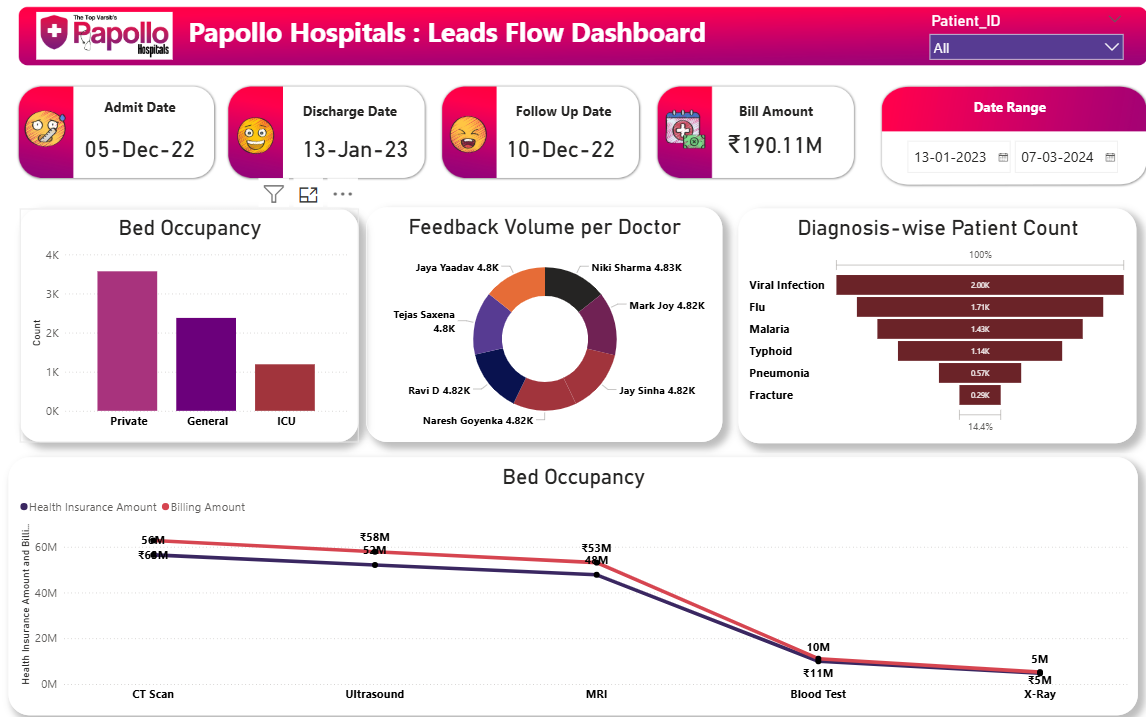 The Top Varsib's
Papollo
Hospitals
Papollo Hospitals : Leads Flow Dashboard
Patient_ID
All
Admit Date
05-Dec-22
Discharge Date
13-Jan-23
Follow Up Date
10-Dec-22
Bill Amount
₹190.11M
Date Range
13-01-2023
07-03-2024
Bed Occupancy
4K
3K
2K
1K
0K
Count
Private
General
ICU
Feedback Volume per Doctor
Jaya Yaadav 4.8K
Niki Sharma 4.83K
Mark Joy 4.82K
Tejas Saxena
4.8K
Ravi D 4.82K
Jay Sinha 4.82K
Naresh Goyenka 4.82K
Diagnosis-wise Patient Count
100%
Viral Infection 2.00K
Flu 1.71K
Malaria 1.43K
Typhoid 1.14K
Pneumonia 0.57K
Fracture 0.29K
14.4%
Bed Occupancy
Health Insurance Amount
Billing Amount
Health Insurance Amount and Billi...
60M
40M
20M
0M
56M
₹58M
52M
₹53M
48M
10M
₹11M
5M
₹5M
CT Scan
Ultrasound
MRI
Blood Test
X-Ray